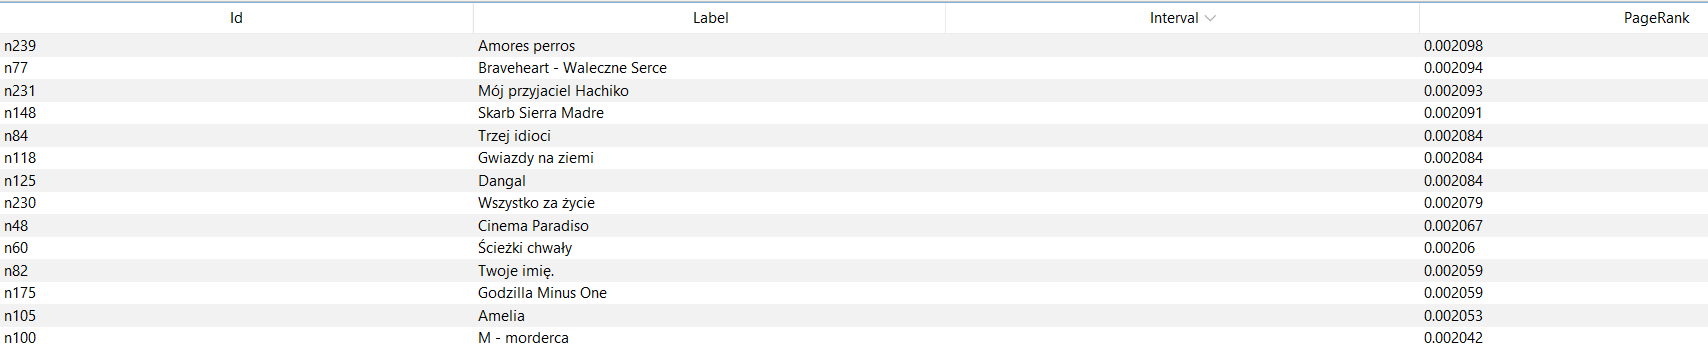 Id Label Interval PageRank
n239 Amores perros 0.002098
n77 Braveheart - Waleczne Serce 0.002094
n231 Mój przyjaciel Hachiko 0.002093
n148 Skarb Sierra Madre 0.002091
n84 Trzej idioci 0.002084
n118 Gwiazdy na ziemi 0.002084
n125 Dangal 0.002084
n230 Wszystko za życie 0.002079
n48 Cinema Paradiso 0.002067
n60 Ścieżki chwały 0.00206
n82 Twoje imię. 0.002059
n175 Godzilla Minus One 0.002059
n105 Amelia 0.002053
n100 M - morderca 0.002042